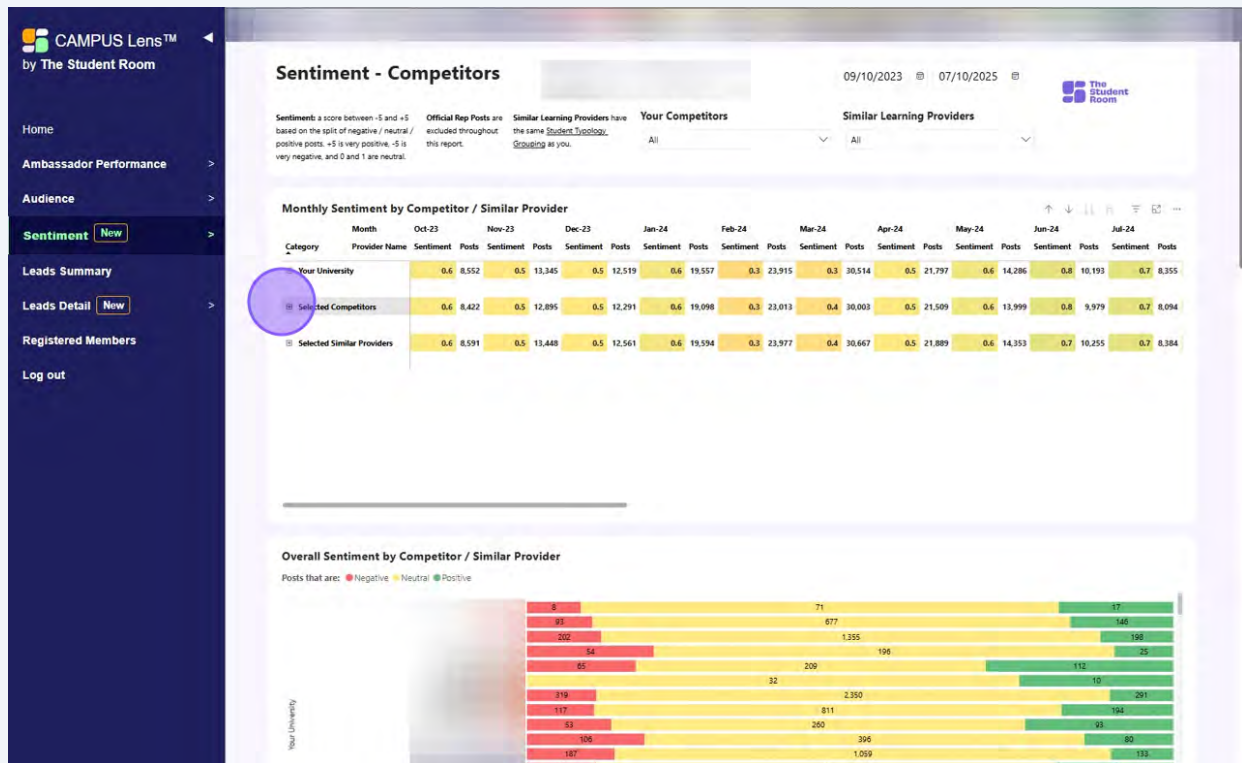 CAMPUS Lens™
by The Student Room
Home
Ambassador Performance >
Audience >
Sentiment New >
Leads Summary
Leads Detail New >
Registered Members
Log out
Sentiment - Competitors
09/10/2023 07/10/2025
The
Student
Room
Sentiment: a score between -5 and +5
based on the split of negative / neutral /
positive posts. +5 is very positive, -5 is
very negative, and 0 and 1 are neutral.
Official Rep Posts are
excluded throughout
this report.
Similar Learning Providers have
the same Student Typology
Grouping as you.
Your Competitors
All
Similar Learning Providers
All
Monthly Sentiment by Competitor / Similar Provider
Month Oct-23 Nov-23 Dec-23 Jan-24 Feb-24 Mar-24 Apr-24 May-24 Jun-24 Jul-24
Category Provider Name Sentiment Posts Sentiment Posts Sentiment Posts Sentiment Posts Sentiment Posts Sentiment Posts Sentiment Posts Sentiment Posts Sentiment Posts Sentiment Posts
Your University 0.6 8,552 0.5 13,345 0.5 12,519 0.6 19,557 0.3 23,915 0.3 30,514 0.5 21,797 0.6 14,286 0.8 10,193 0.7 8,355
Selected Competitors 0.6 8,422 0.5 12,895 0.5 12,291 0.6 19,098 0.3 23,013 0.4 30,003 0.5 21,509 0.6 13,999 0.8 9,979 0.7 8,094
Selected Similar Providers 0.6 8,591 0.5 13,448 0.5 12,561 0.6 19,594 0.3 23,977 0.4 30,667 0.5 21,889 0.6 14,353 0.7 10,255 0.7 8,384
Overall Sentiment by Competitor / Similar Provider
Posts that are: Negative Neutral Positive
Your University
8 71 17
93 677 146
202 1,355 198
54 196 25
65 209 112
32 10
319 2,350 291
117 811 194
53 260 93
106 396 80
187 1,059 133